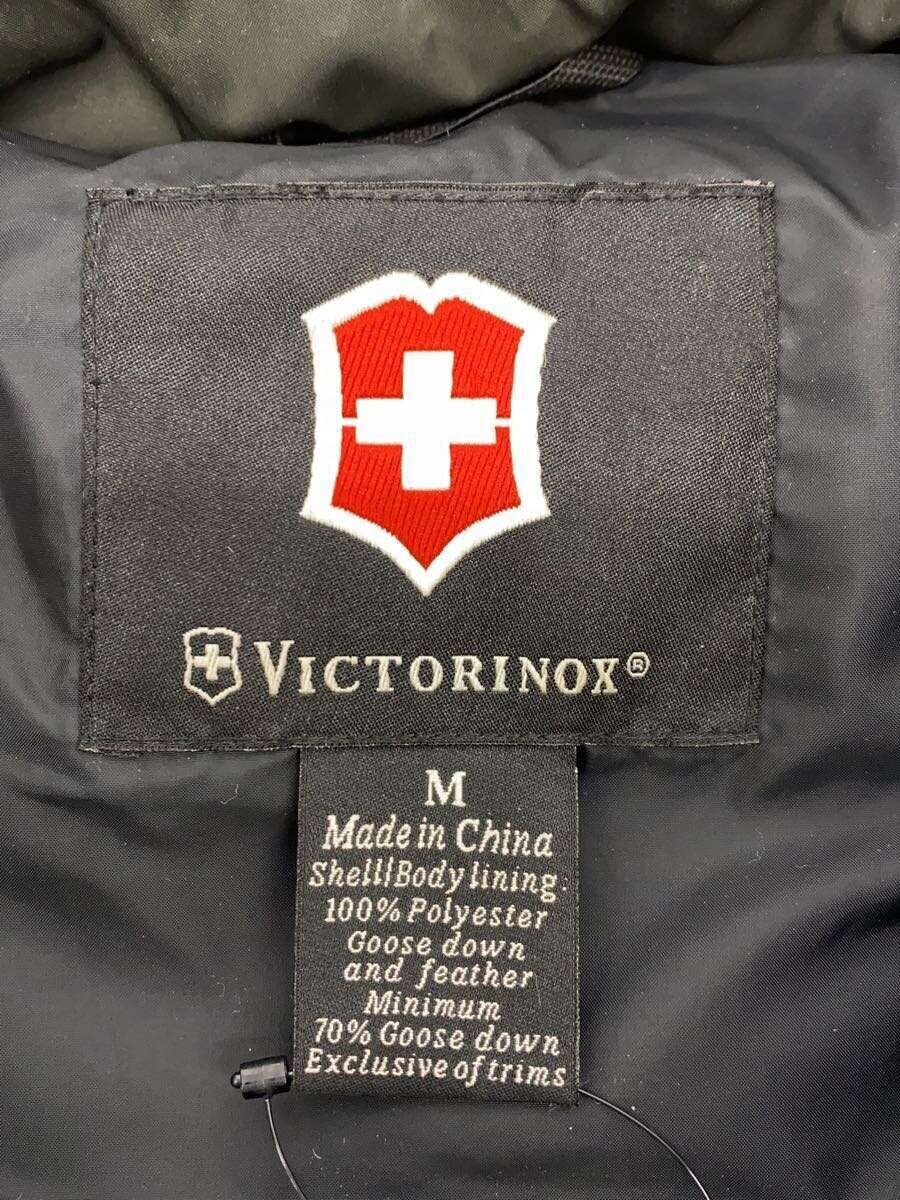 VICTORINOX®
M
Made in China
Shell/Body lining:
100% Polyester
Goose down
and feather
Minimum
70% Goose down
Exclusive of trims